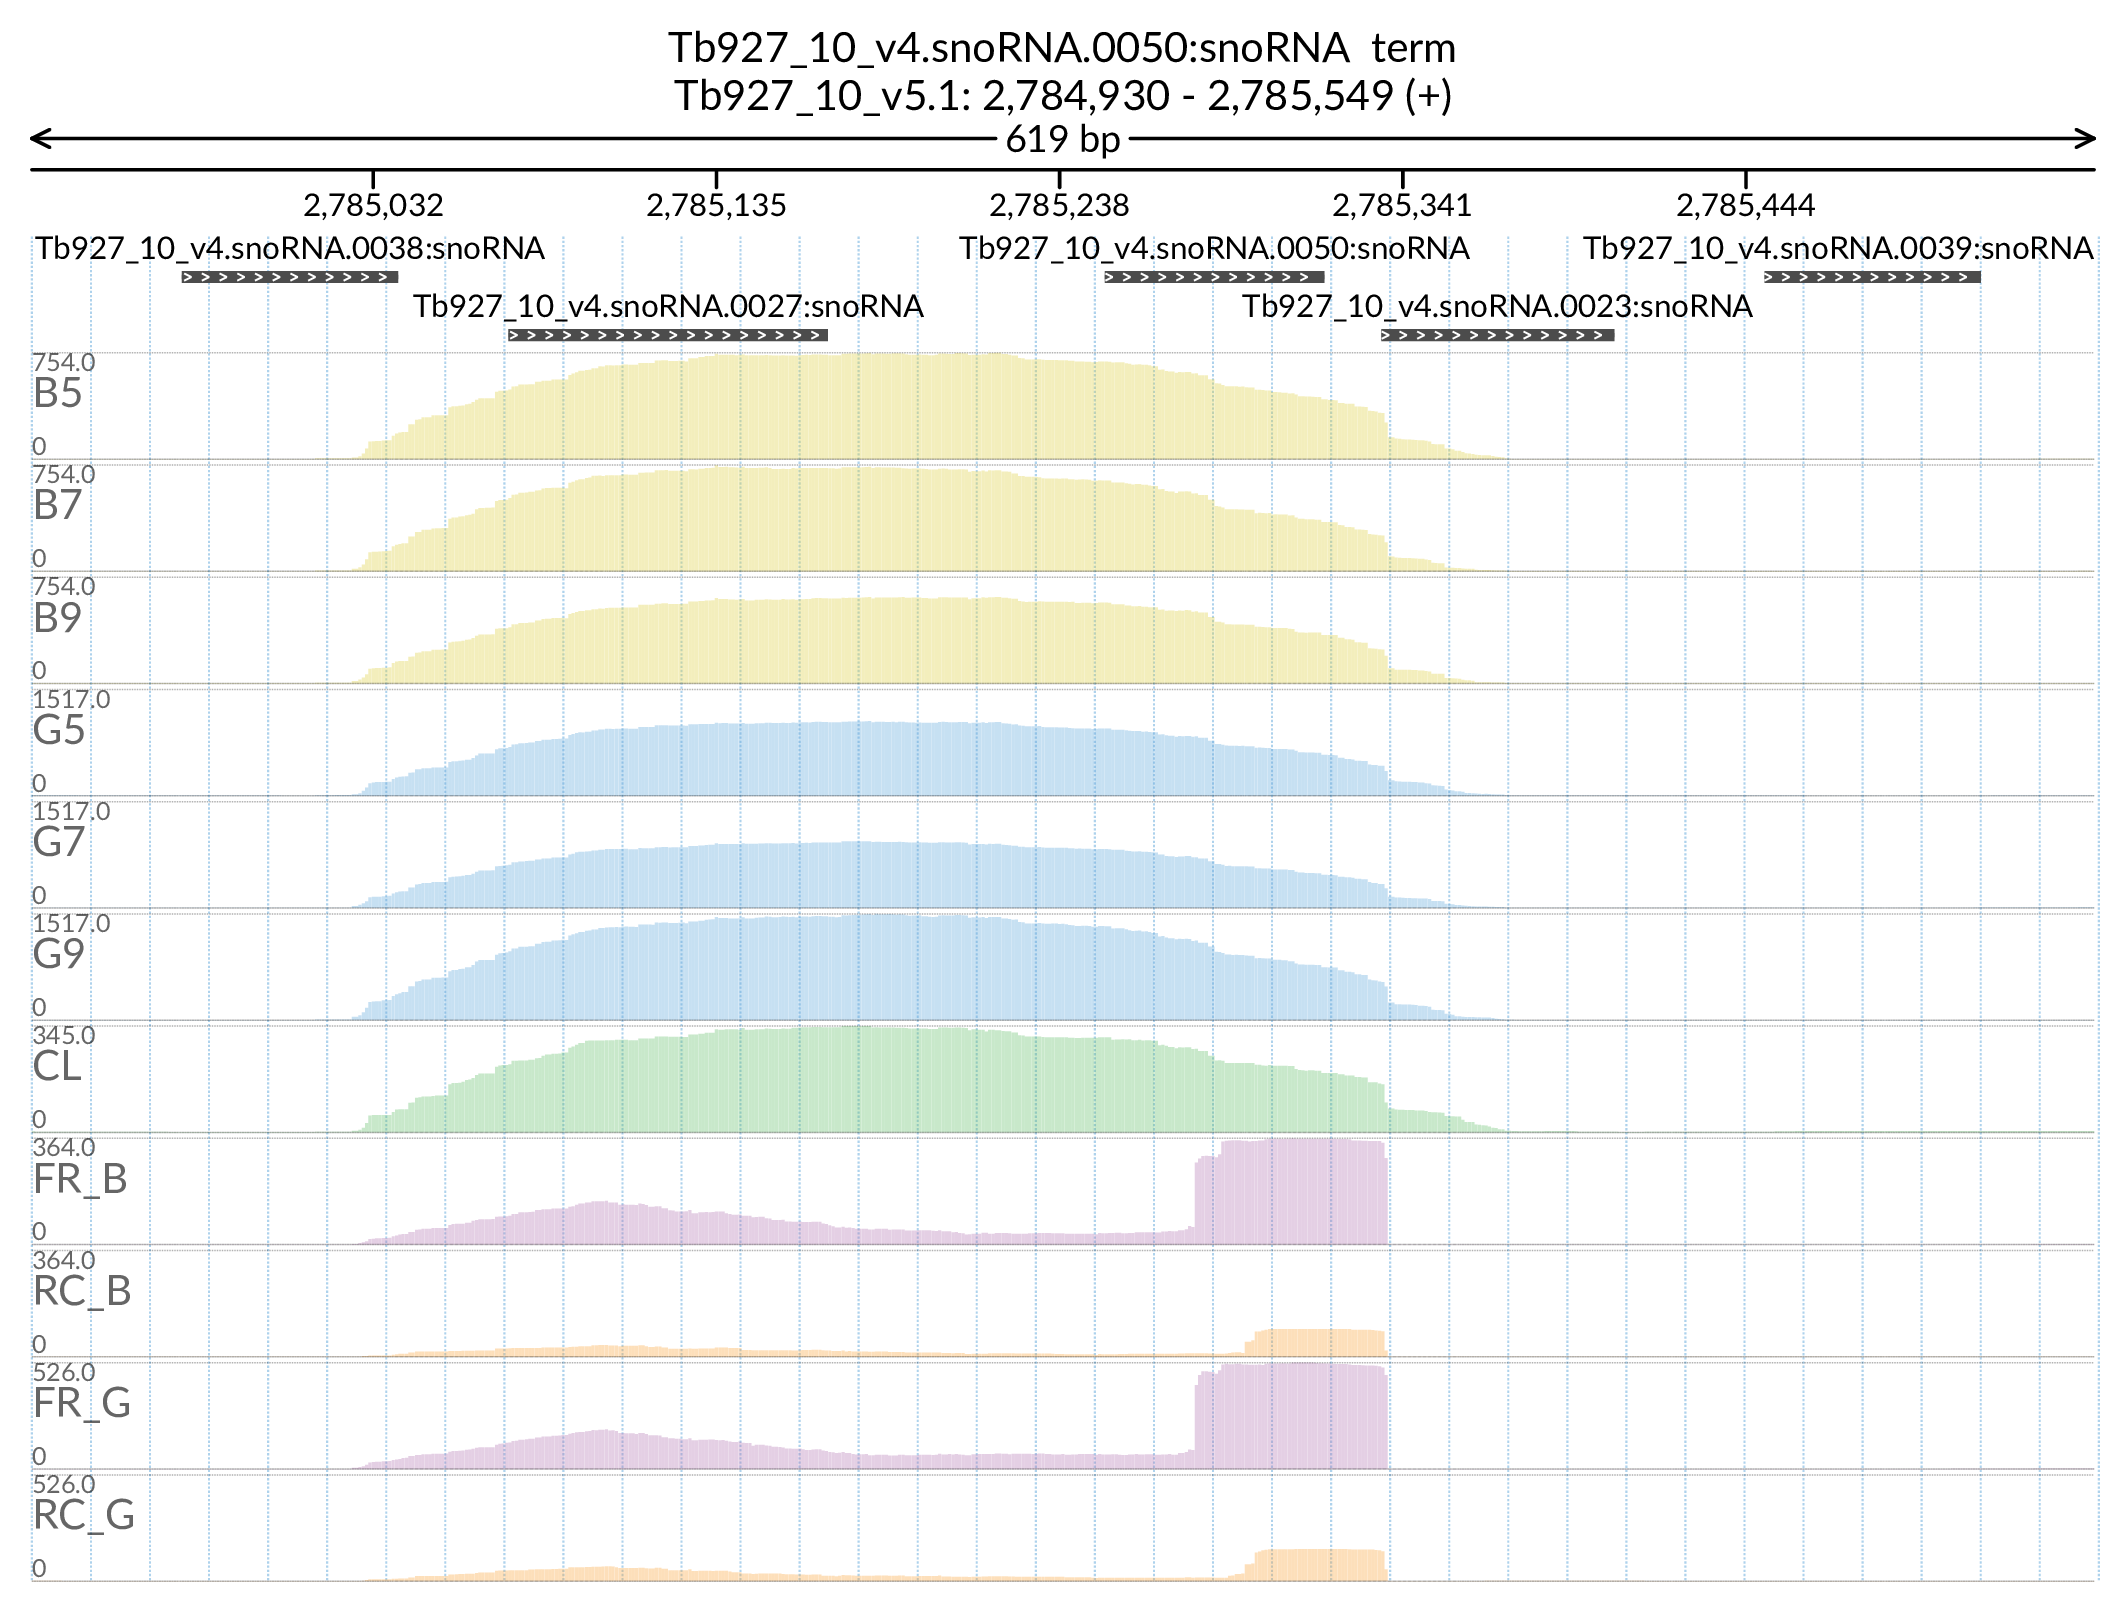 Tb927_10_v4.snoRNA.0050:snoRNA term
Tb927_10_v5.1: 2,784,930 - 2,785,549 (+)
619 bp
2,785,032 2,785,135 2,785,238 2,785,341 2,785,444
Tb927_10_v4.snoRNA.0038:snoRNA Tb927_10_v4.snoRNA.0050:snoRNA Tb927_10_v4.snoRNA.0039:snoRNA
Tb927_10_v4.snoRNA.0027:snoRNA Tb927_10_v4.snoRNA.0023:snoRNA
754.0
B5
0
754.0
B7
0
754.0
B9
0
1517.0
G5
0
1517.0
G7
0
1517.0
G9
0
345.0
CL
0
364.0
FR_B
0
364.0
RC_B
0
526.0
FR_G
0
526.0
RC_G
0